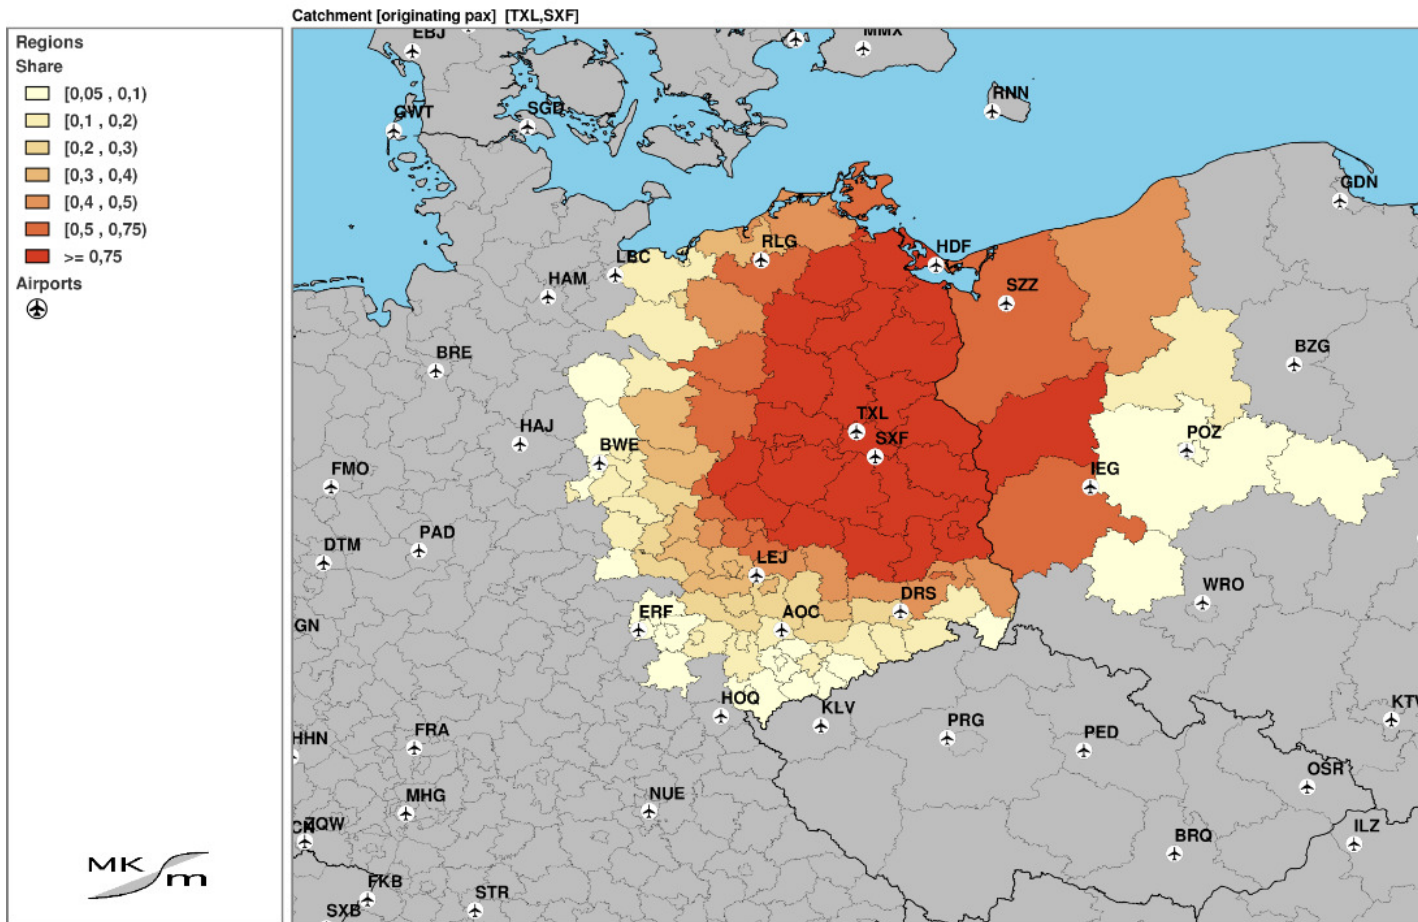 Catchment [originating pax] [TXL,SXF]
Regions
Share
[0,05 , 0,1)
[0,1 , 0,2)
[0,2 , 0,3)
[0,3 , 0,4)
[0,4 , 0,5)
[0,5 , 0,75)
>= 0,75
Airports
EBJ
MMX
GWT
SGD
RNN
GDN
RLG
HDF
LBC
HAM
SZZ
BRE
BZG
TXL
HAJ
SXF
POZ
BWE
FMO
IEG
PAD
DTM
LEJ
WRO
DRS
ERF
AOC
GN
HOQ
KLV
PRG
KTW
FRA
PED
HHN
OSR
MHG
NUE
ZQW
BRQ
ILZ
MK
m
FKB
STR
SXB